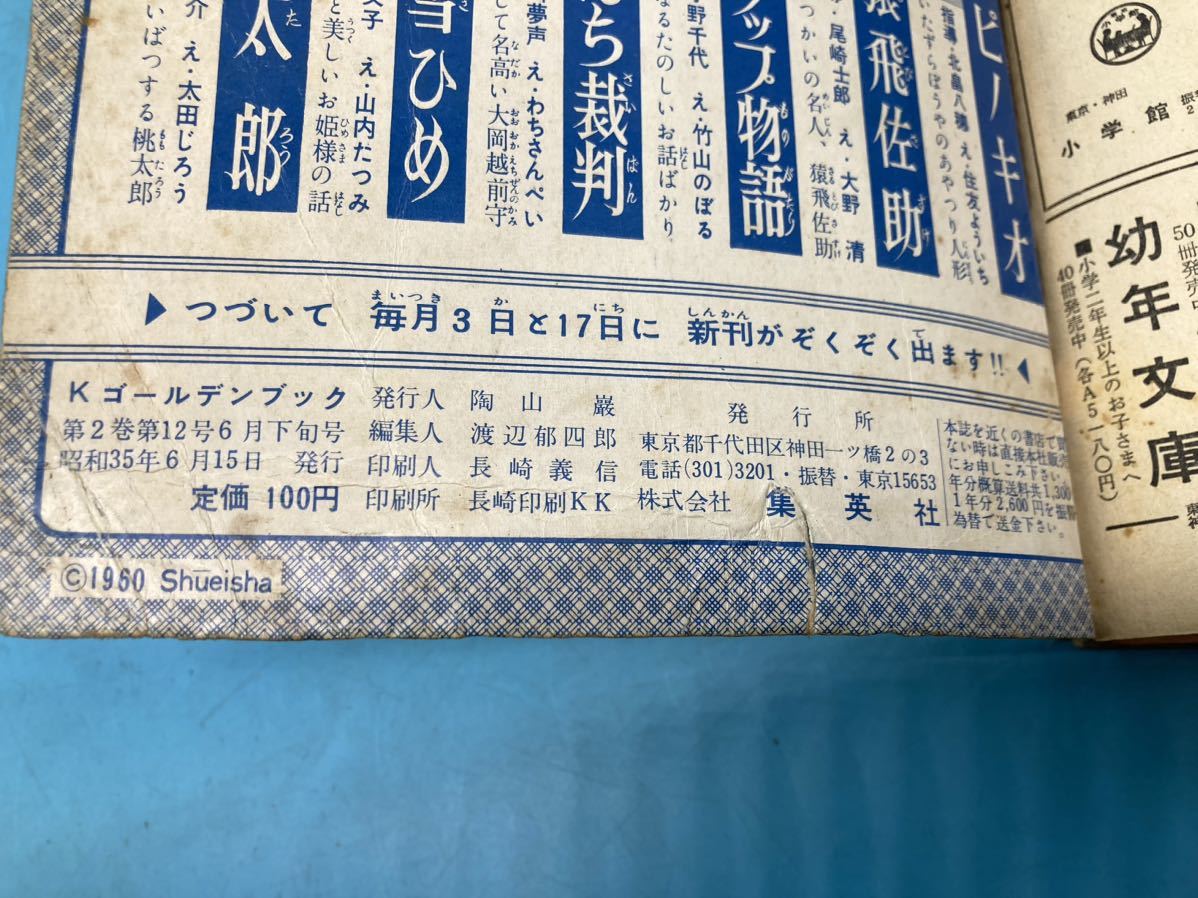 ピノキオ
指導・北畠八穂 え・住友よういち
いたずらぼうやのあやつり人形
飛佐助
尾崎士郎 え・大野 清
つかいの名人、猿飛佐助
ップ物語
野千代 え・竹山のぼる
なるたのしいお話ばかり
裁判
夢声 え・わちさんぺい
して名高い大岡越前守
雪ひめ
子 え・山内たつみ
と美しいお姫様の話
太郎
介 え・太田じろう
いばつする桃太郎
▶つづいて 毎月3日と17日に 新刊がぞくぞく出ます!!◀
Kゴールデンブック
第2巻第12号6月下旬号
昭和35年6月15日 発行
定価 100円
発行人 陶山 巌
編集人 渡辺郁四郎
印刷人 長崎義信
印刷所 長崎印刷KK
発行所
東京都千代田区神田一ツ橋2の3
電話(301)3201・振替・東京15653
株式会社 集英社
©1960 Shūeisha
東京・神田
小学館
幼年文庫
■小学二年生以上のお子さまへ
40冊発売中(各A5・一八〇円)